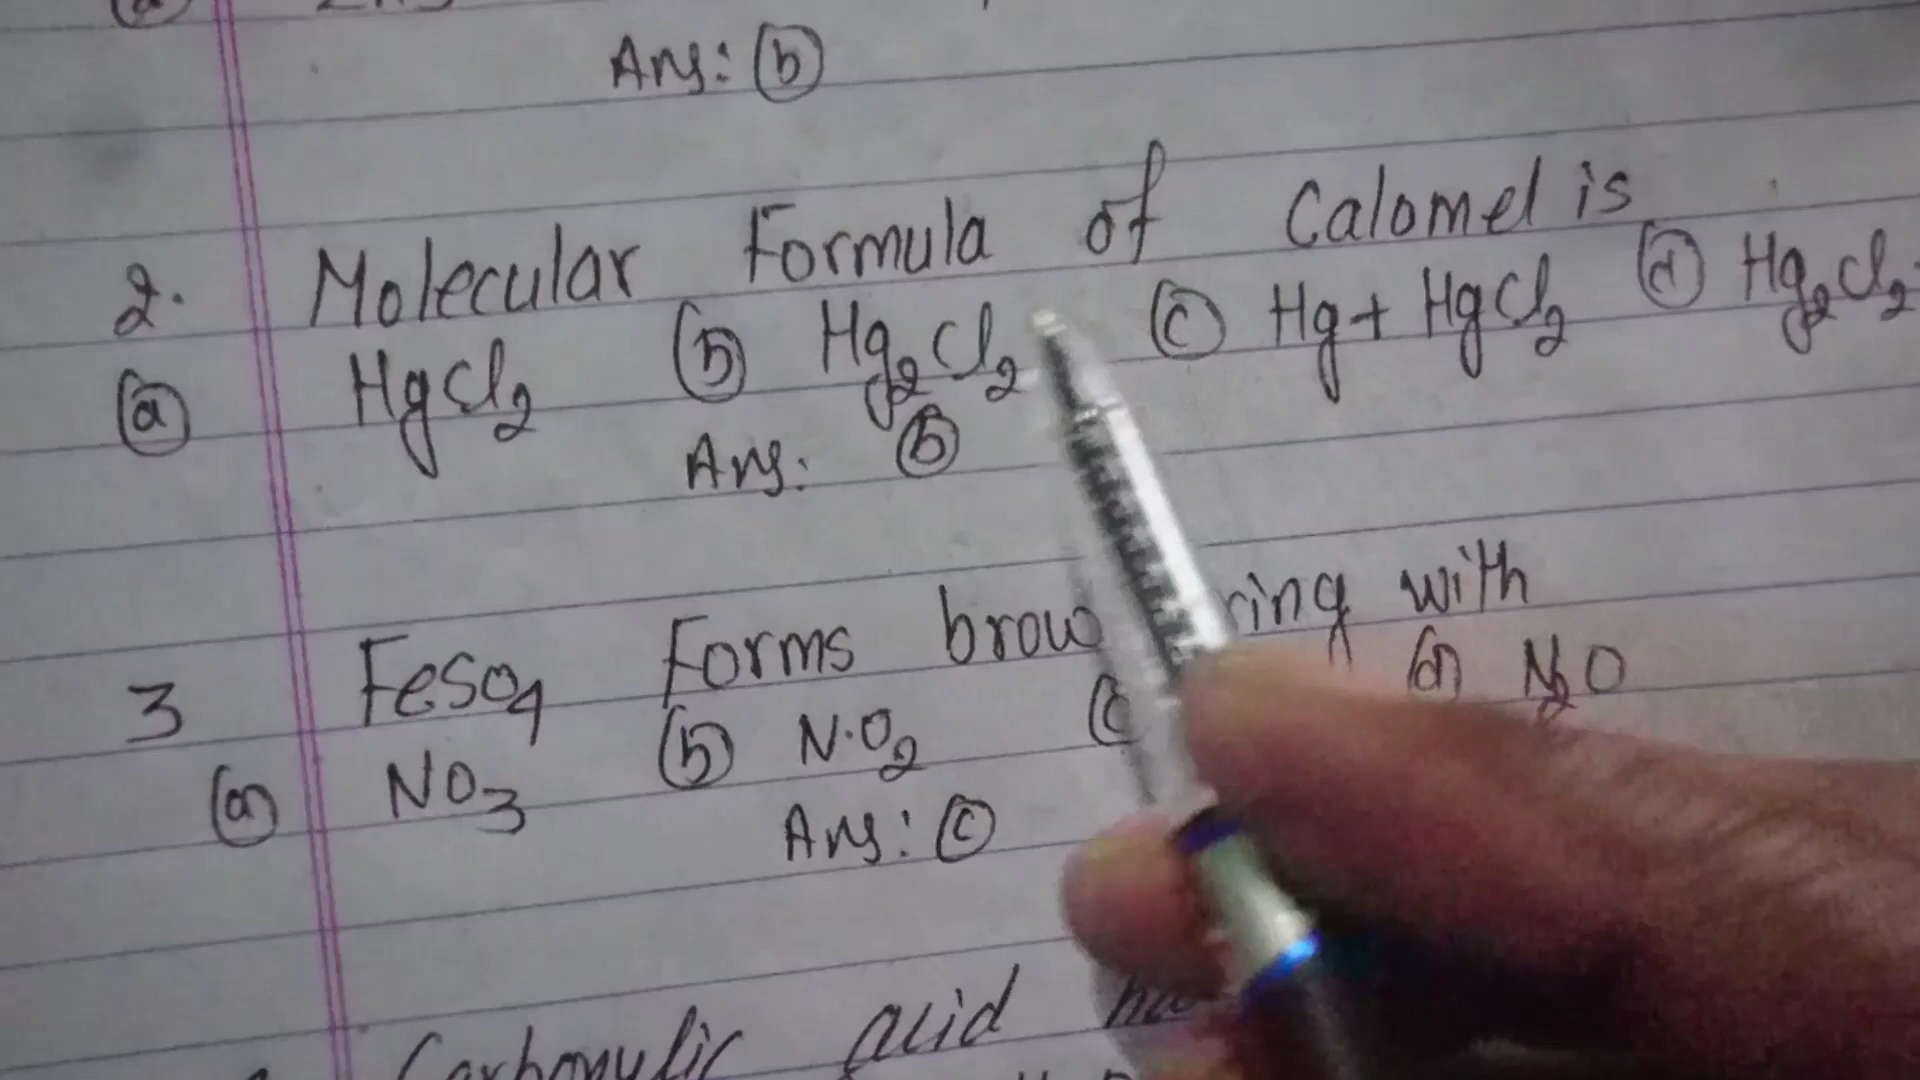 Ans: (b)
2. Molecular Formula of Calomel is
(a) HgCl2 (b) Hg2Cl2 (c) Hg+ HgCl2 (d) Hg2Cl2
Ans: (b)
3 FeSO4 Forms brow ring with
(a) NO3 (b) N.O2 (c (d) N2O
Ans: (c)
acid